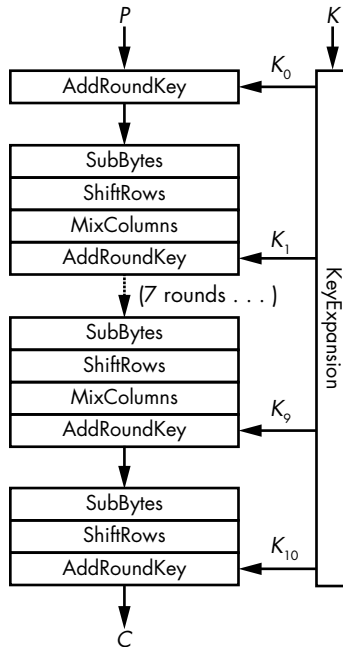 P
K
AddRoundKey
K₀
SubBytes
ShiftRows
MixColumns
AddRoundKey
K₁
(7 rounds . . . )
KeyExpansion
SubBytes
ShiftRows
MixColumns
AddRoundKey
K₉
SubBytes
ShiftRows
AddRoundKey
K₁₀
C